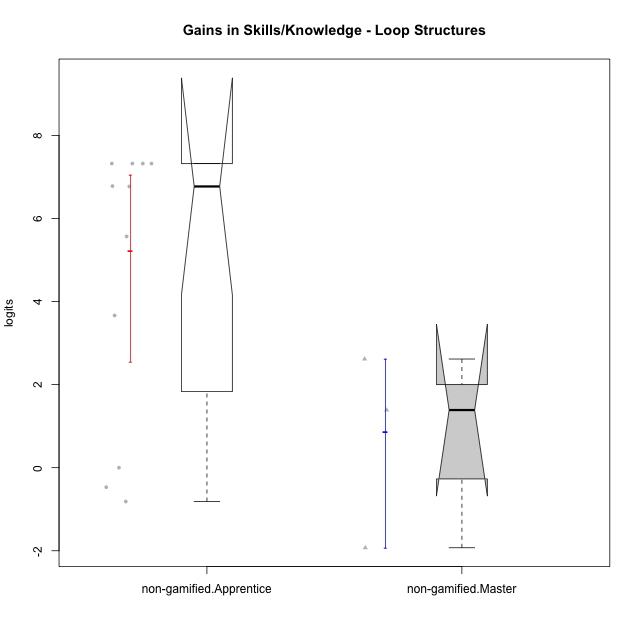 Gains in Skills/Knowledge - Loop Structures
logits
8
6
4
2
0
-2
non-gamified.Apprentice
non-gamified.Master